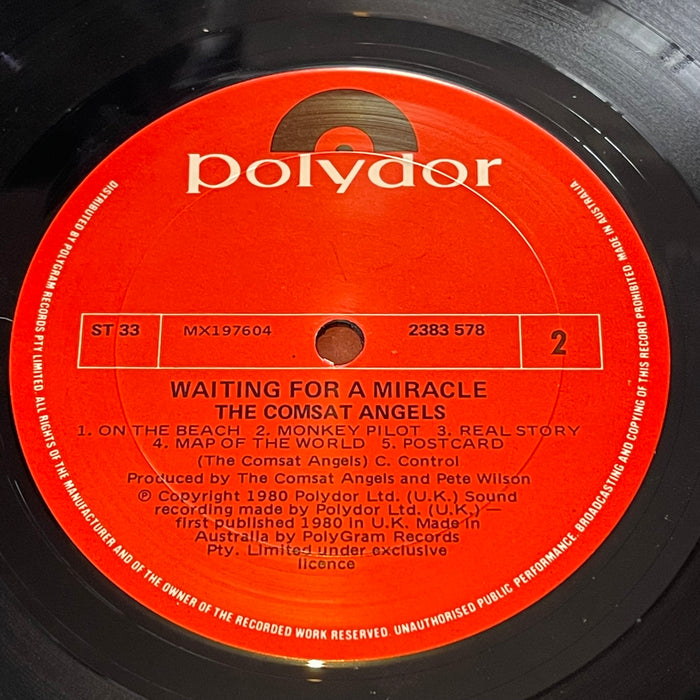 polydor
ST 33 MX197604 2383 578 2
WAITING FOR A MIRACLE
THE COMSAT ANGELS
1. ON THE BEACH 2. MONKEY PILOT 3. REAL STORY
4. MAP OF THE WORLD 5. POSTCARD
(The Comsat Angels) C. Control
Produced by The Comsat Angels and Pete Wilson
℗ Copyright 1980 Polydor Ltd. (U.K.) Sound
recording made by Polydor Ltd. (U.K.) —
first published 1980 in U.K. Made in
Australia by PolyGram Records
Pty. Limited under exclusive
licence
DISTRIBUTED BY POLYGRAM RECORDS PTY. LIMITED. ALL RIGHTS OF THE MANUFACTURER AND OF THE OWNER OF THE RECORDED WORK RESERVED. UNAUTHORISED PUBLIC PERFORMANCE, BROADCASTING AND COPYING OF THIS RECORD PROHIBITED. MADE IN AUSTRALIA